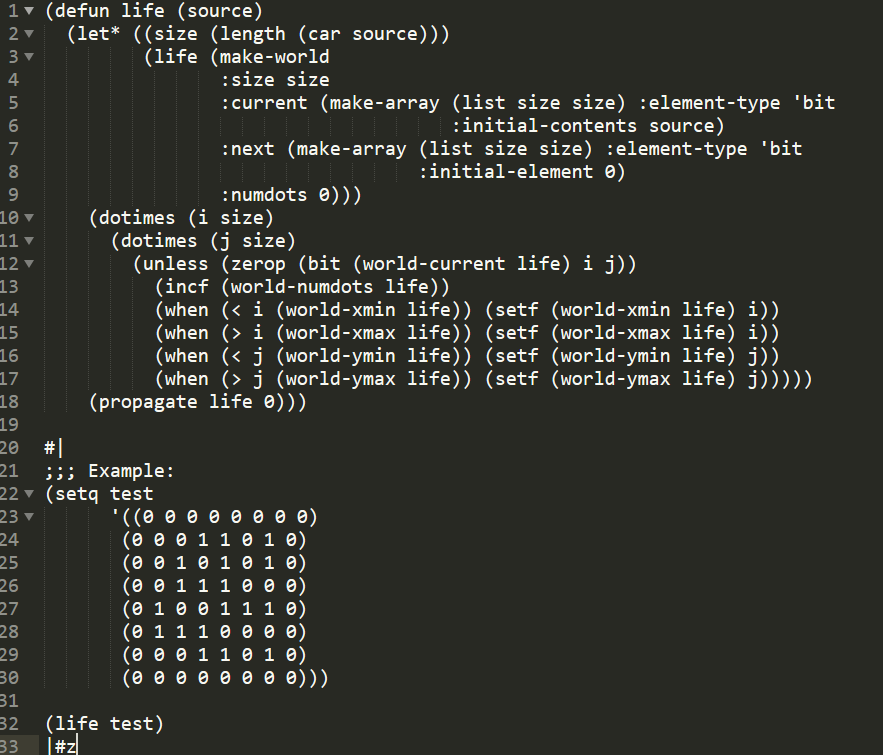 1 (defun life (source)
2   (let* ((size (length (car source)))
3          (life (make-world
4                 :size size
5                 :current (make-array (list size size) :element-type 'bit
6                                      :initial-contents source)
7                 :next (make-array (list size size) :element-type 'bit
8                                   :initial-element 0)
9                 :numdots 0)))
10     (dotimes (i size)
11       (dotimes (j size)
12         (unless (zerop (bit (world-current life) i j))
13           (incf (world-numdots life))
14           (when (< i (world-xmin life)) (setf (world-xmin life) i))
15           (when (> i (world-xmax life)) (setf (world-xmax life) i))
16           (when (< j (world-ymin life)) (setf (world-ymin life) j))
17           (when (> j (world-ymax life)) (setf (world-ymax life) j)))))
18     (propagate life 0)))
19
20 #|
21 ;;; Example:
22 (setq test
23       '((0 0 0 0 0 0 0 0)
24        (0 0 0 1 1 0 1 0)
25        (0 0 1 0 1 0 1 0)
26        (0 0 1 1 1 0 0 0)
27        (0 1 0 0 1 1 1 0)
28        (0 1 1 1 0 0 0 0)
29        (0 0 0 1 1 0 1 0)
30        (0 0 0 0 0 0 0 0)))
31
32 (life test)
33 |#z